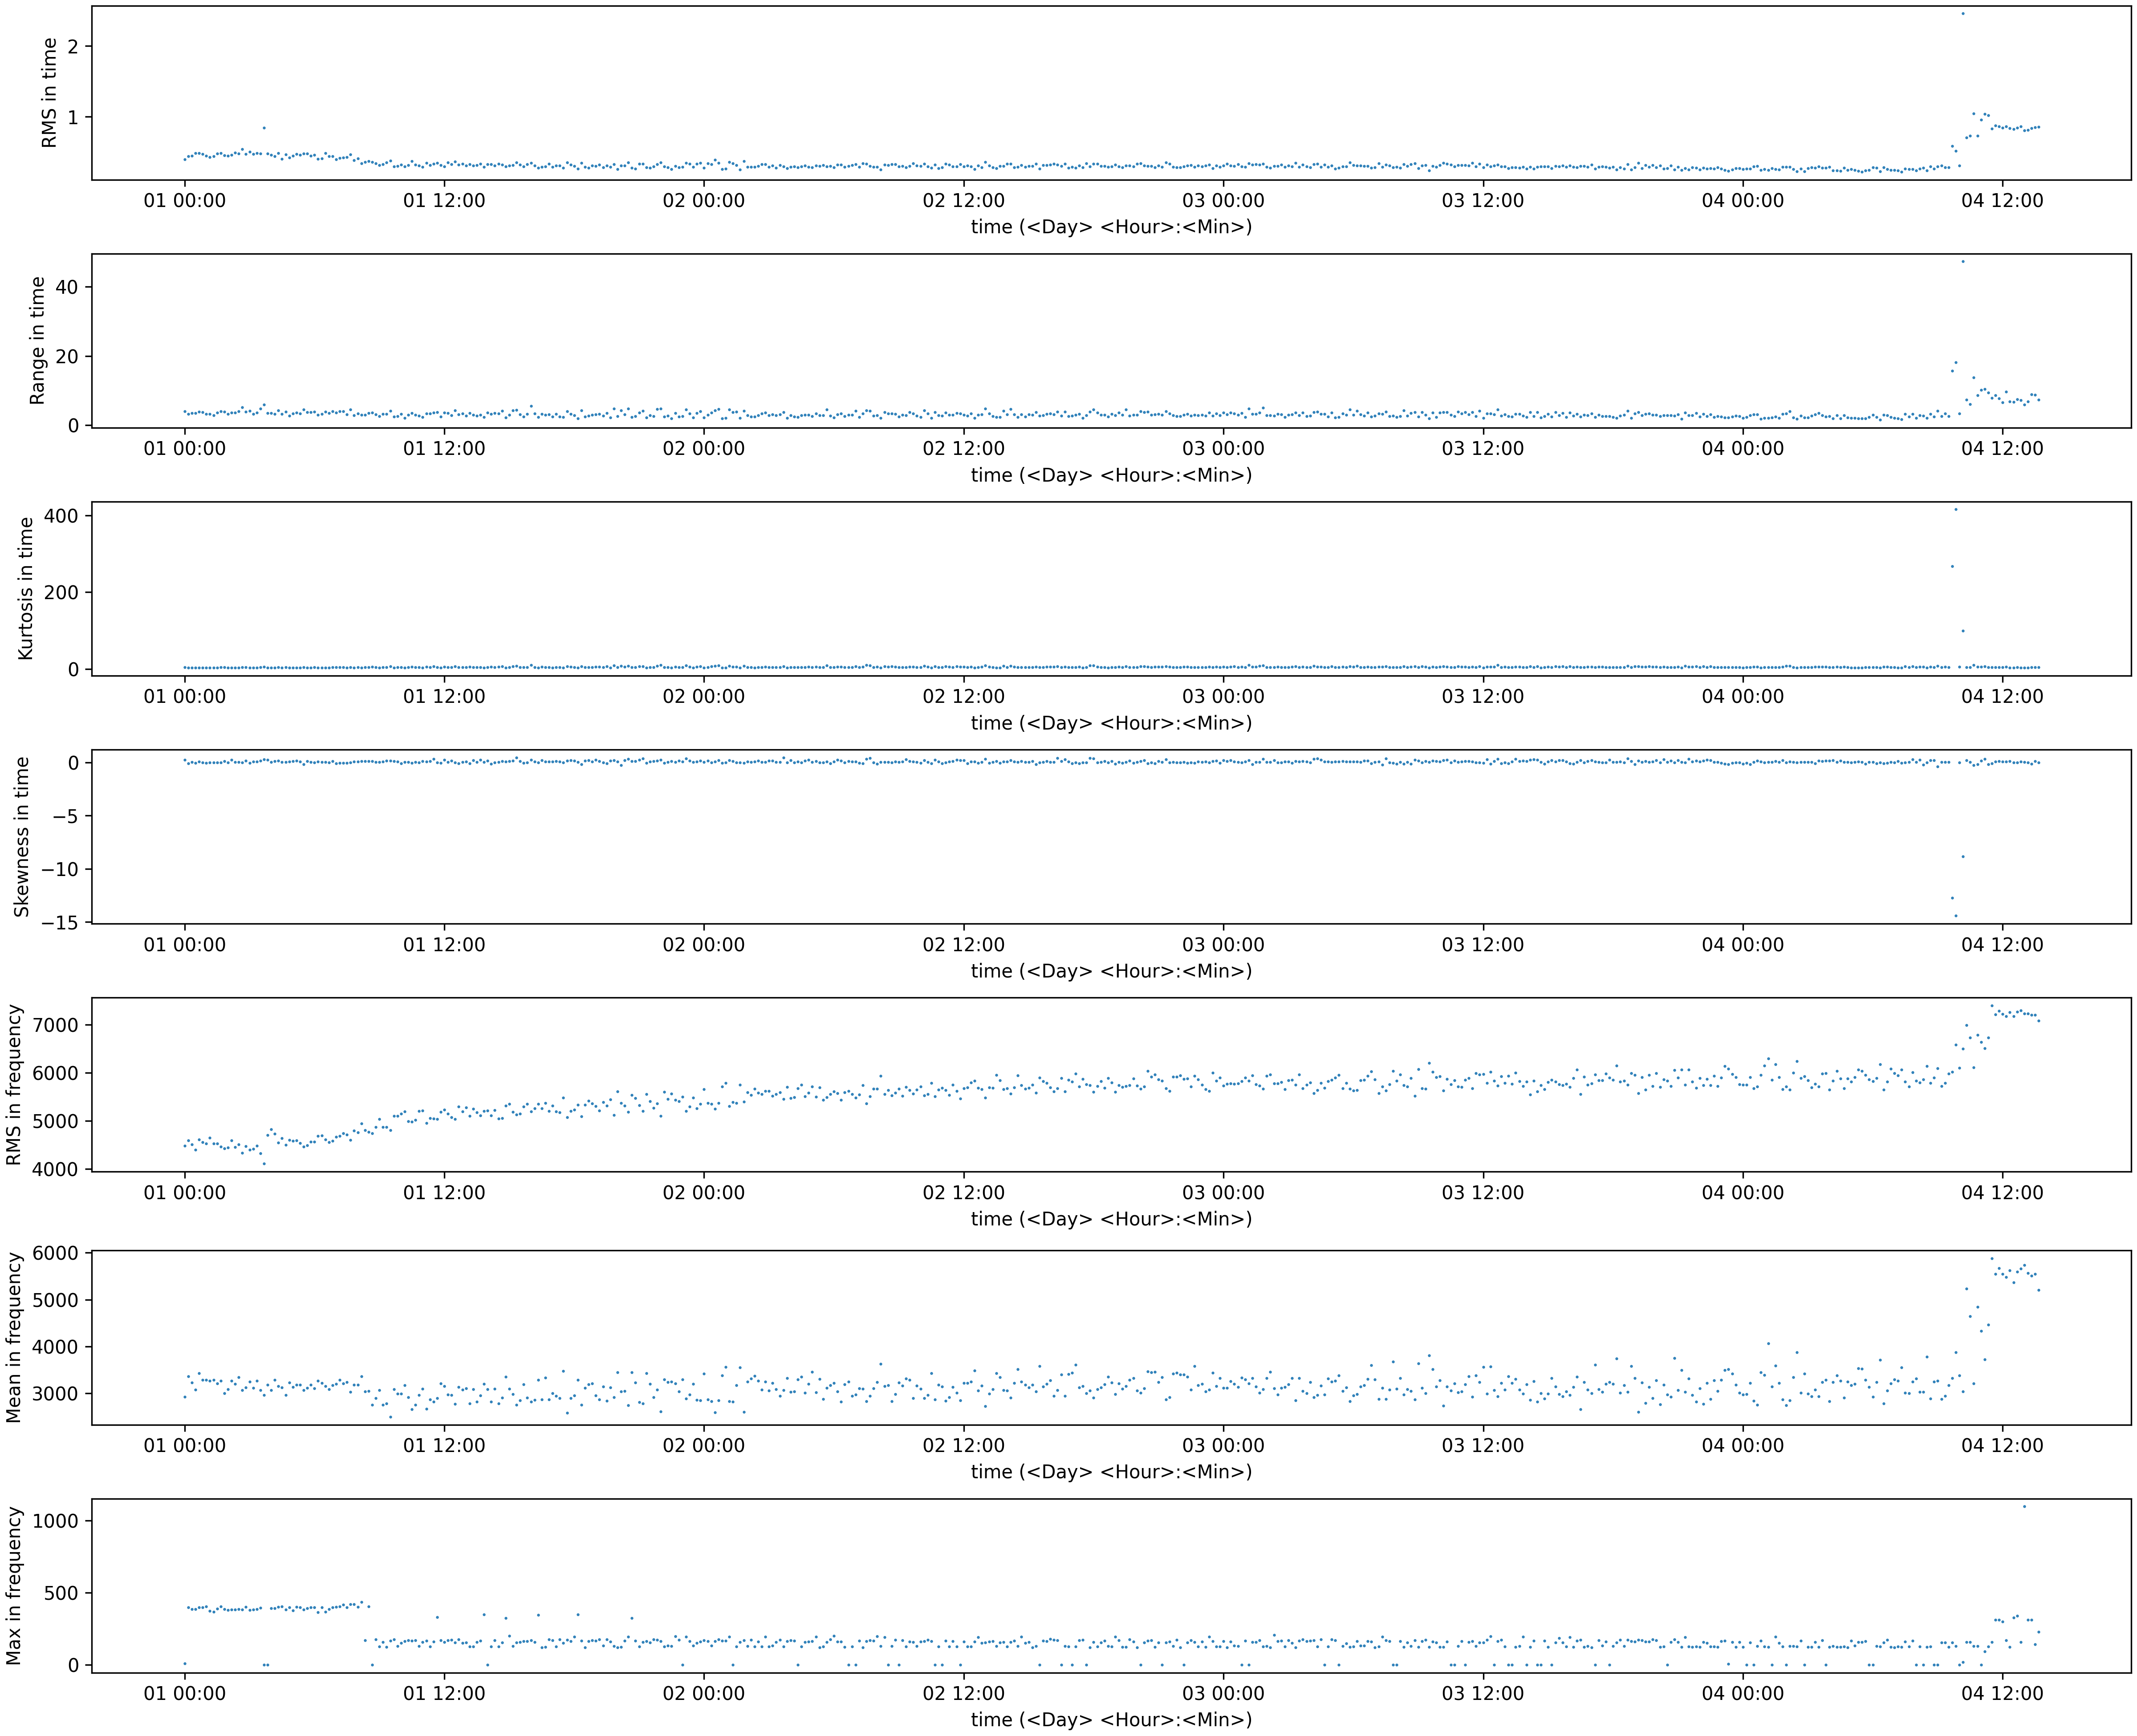 RMS in time
2
1
01 00:00 01 12:00 02 00:00 02 12:00 03 00:00 03 12:00 04 00:00 04 12:00
time (<Day> <Hour>:<Min>)
Range in time
40
20
0
01 00:00 01 12:00 02 00:00 02 12:00 03 00:00 03 12:00 04 00:00 04 12:00
time (<Day> <Hour>:<Min>)
Kurtosis in time
400
200
0
01 00:00 01 12:00 02 00:00 02 12:00 03 00:00 03 12:00 04 00:00 04 12:00
time (<Day> <Hour>:<Min>)
Skewness in time
0
−5
−10
−15
01 00:00 01 12:00 02 00:00 02 12:00 03 00:00 03 12:00 04 00:00 04 12:00
time (<Day> <Hour>:<Min>)
RMS in frequency
7000
6000
5000
4000
01 00:00 01 12:00 02 00:00 02 12:00 03 00:00 03 12:00 04 00:00 04 12:00
time (<Day> <Hour>:<Min>)
Mean in frequency
6000
5000
4000
3000
01 00:00 01 12:00 02 00:00 02 12:00 03 00:00 03 12:00 04 00:00 04 12:00
time (<Day> <Hour>:<Min>)
Max in frequency
1000
500
0
01 00:00 01 12:00 02 00:00 02 12:00 03 00:00 03 12:00 04 00:00 04 12:00
time (<Day> <Hour>:<Min>)